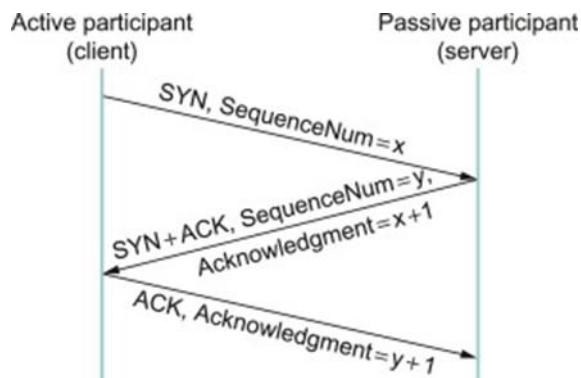 Active participant
(client)
Passive participant
(server)
SYN, SequenceNum=x
SYN+ACK, SequenceNum=y,
Acknowledgment=x+1
ACK, Acknowledgment=y+1